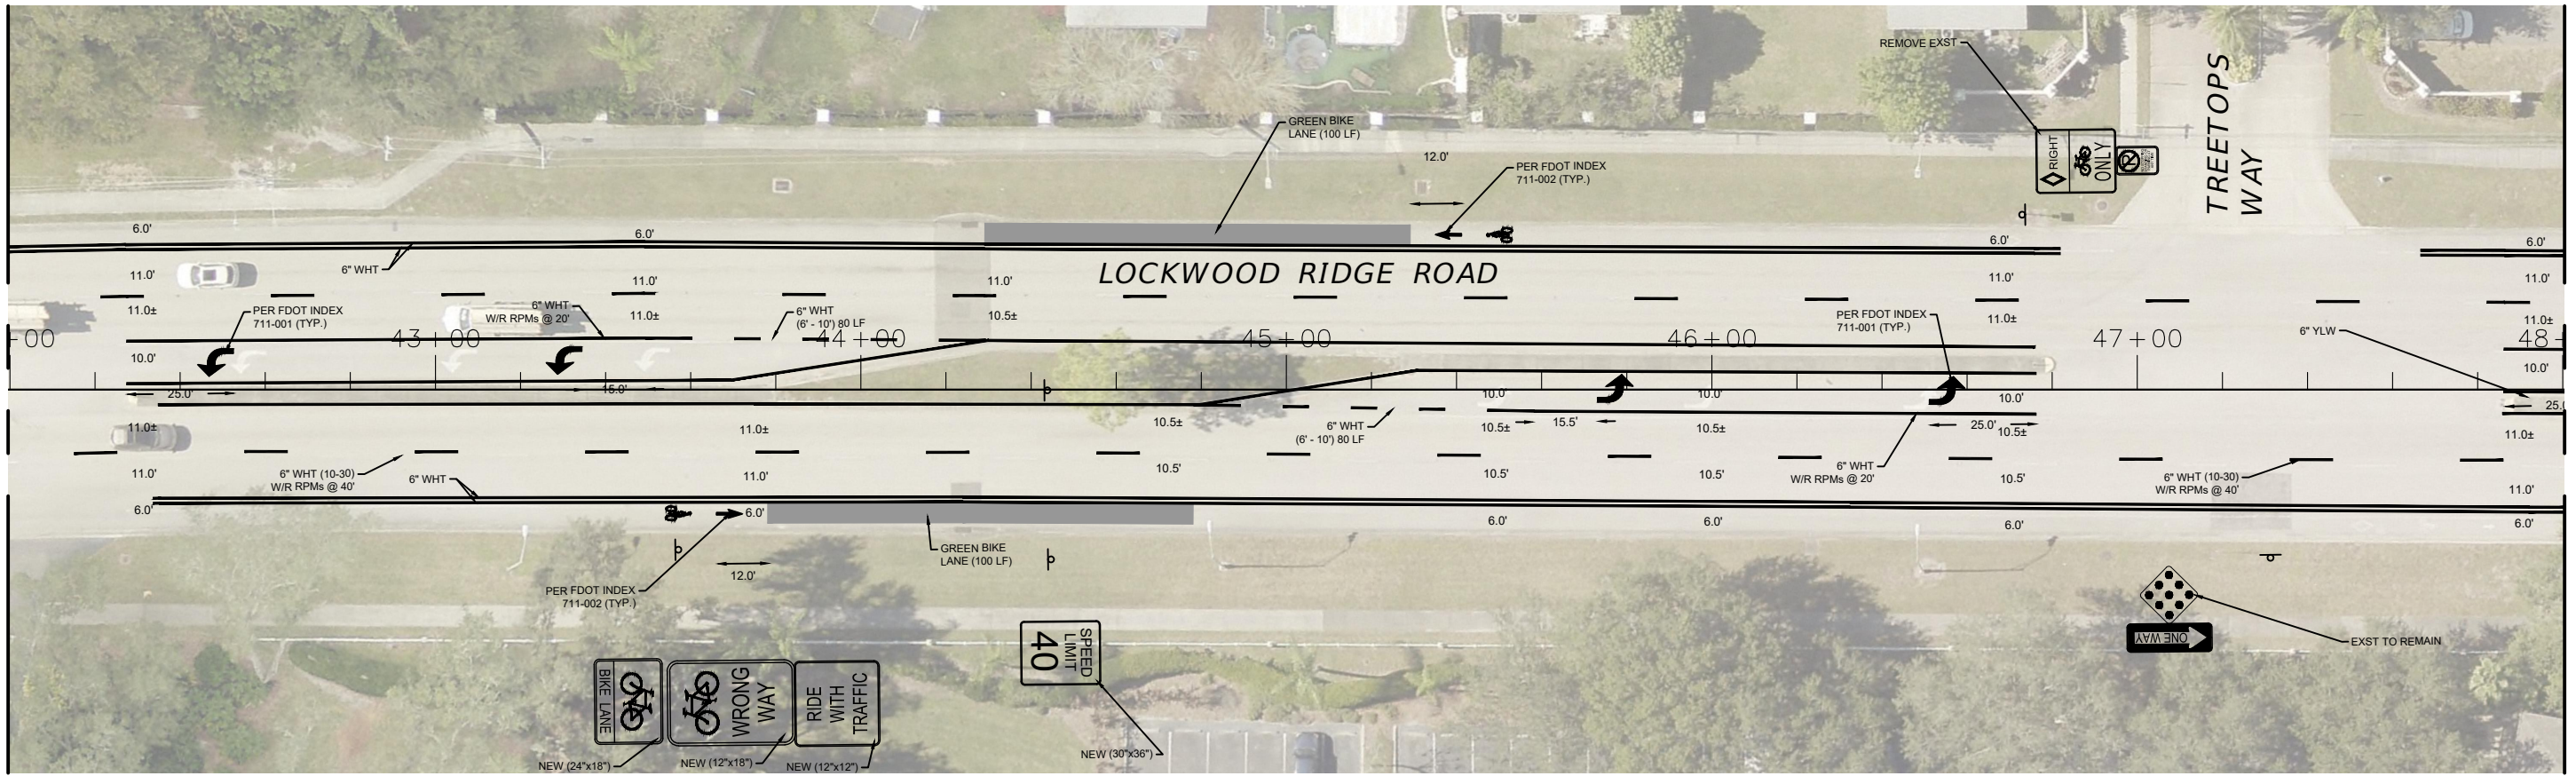 REMOVE EXST
TREETOPS
WAY
RIGHT
ONLY
GREEN BIKE
LANE (100 LF)
12.0'
PER FDOT INDEX
711-002 (TYP.)
6.0'
6.0'
6.0'
6.0'
6" WHT
LOCKWOOD RIDGE ROAD
11.0'
11.0'
11.0'
11.0'
11.0'
PER FDOT INDEX
711-001 (TYP.)
11.0±
6" WHT
W/R RPMs @ 20'
11.0±
6" WHT
(6' - 10') 80 LF
10.5±
PER FDOT INDEX
711-001 (TYP.)
11.0±
11.0±
6" YLW
+00
43+00
44+00
45+00
46+00
47+00
48
10.0'
10.0'
25.0'
15.0'
10.0'
10.0'
10.0'
25.0
11.0±
11.0±
10.5±
6" WHT
(6' - 10') 80 LF
10.5±
15.5'
10.5±
25.0'
10.5±
11.0±
11.0'
6" WHT (10-30)
W/R RPMs @ 40'
6" WHT
11.0'
10.5'
10.5'
10.5'
6" WHT
W/R RPMs @ 20'
10.5'
6" WHT (10-30)
W/R RPMs @ 40'
11.0'
6.0'
6.0'
6.0'
6.0'
6.0'
6.0'
GREEN BIKE
LANE (100 LF)
12.0'
PER FDOT INDEX
711-002 (TYP.)
SPEED
LIMIT
40
NEW (30"x36")
ONE WAY
EXST TO REMAIN
BIKE LANE
WRONG
WAY
RIDE
WITH
TRAFFIC
NEW (24"x18")
NEW (12"x18")
NEW (12"x12")